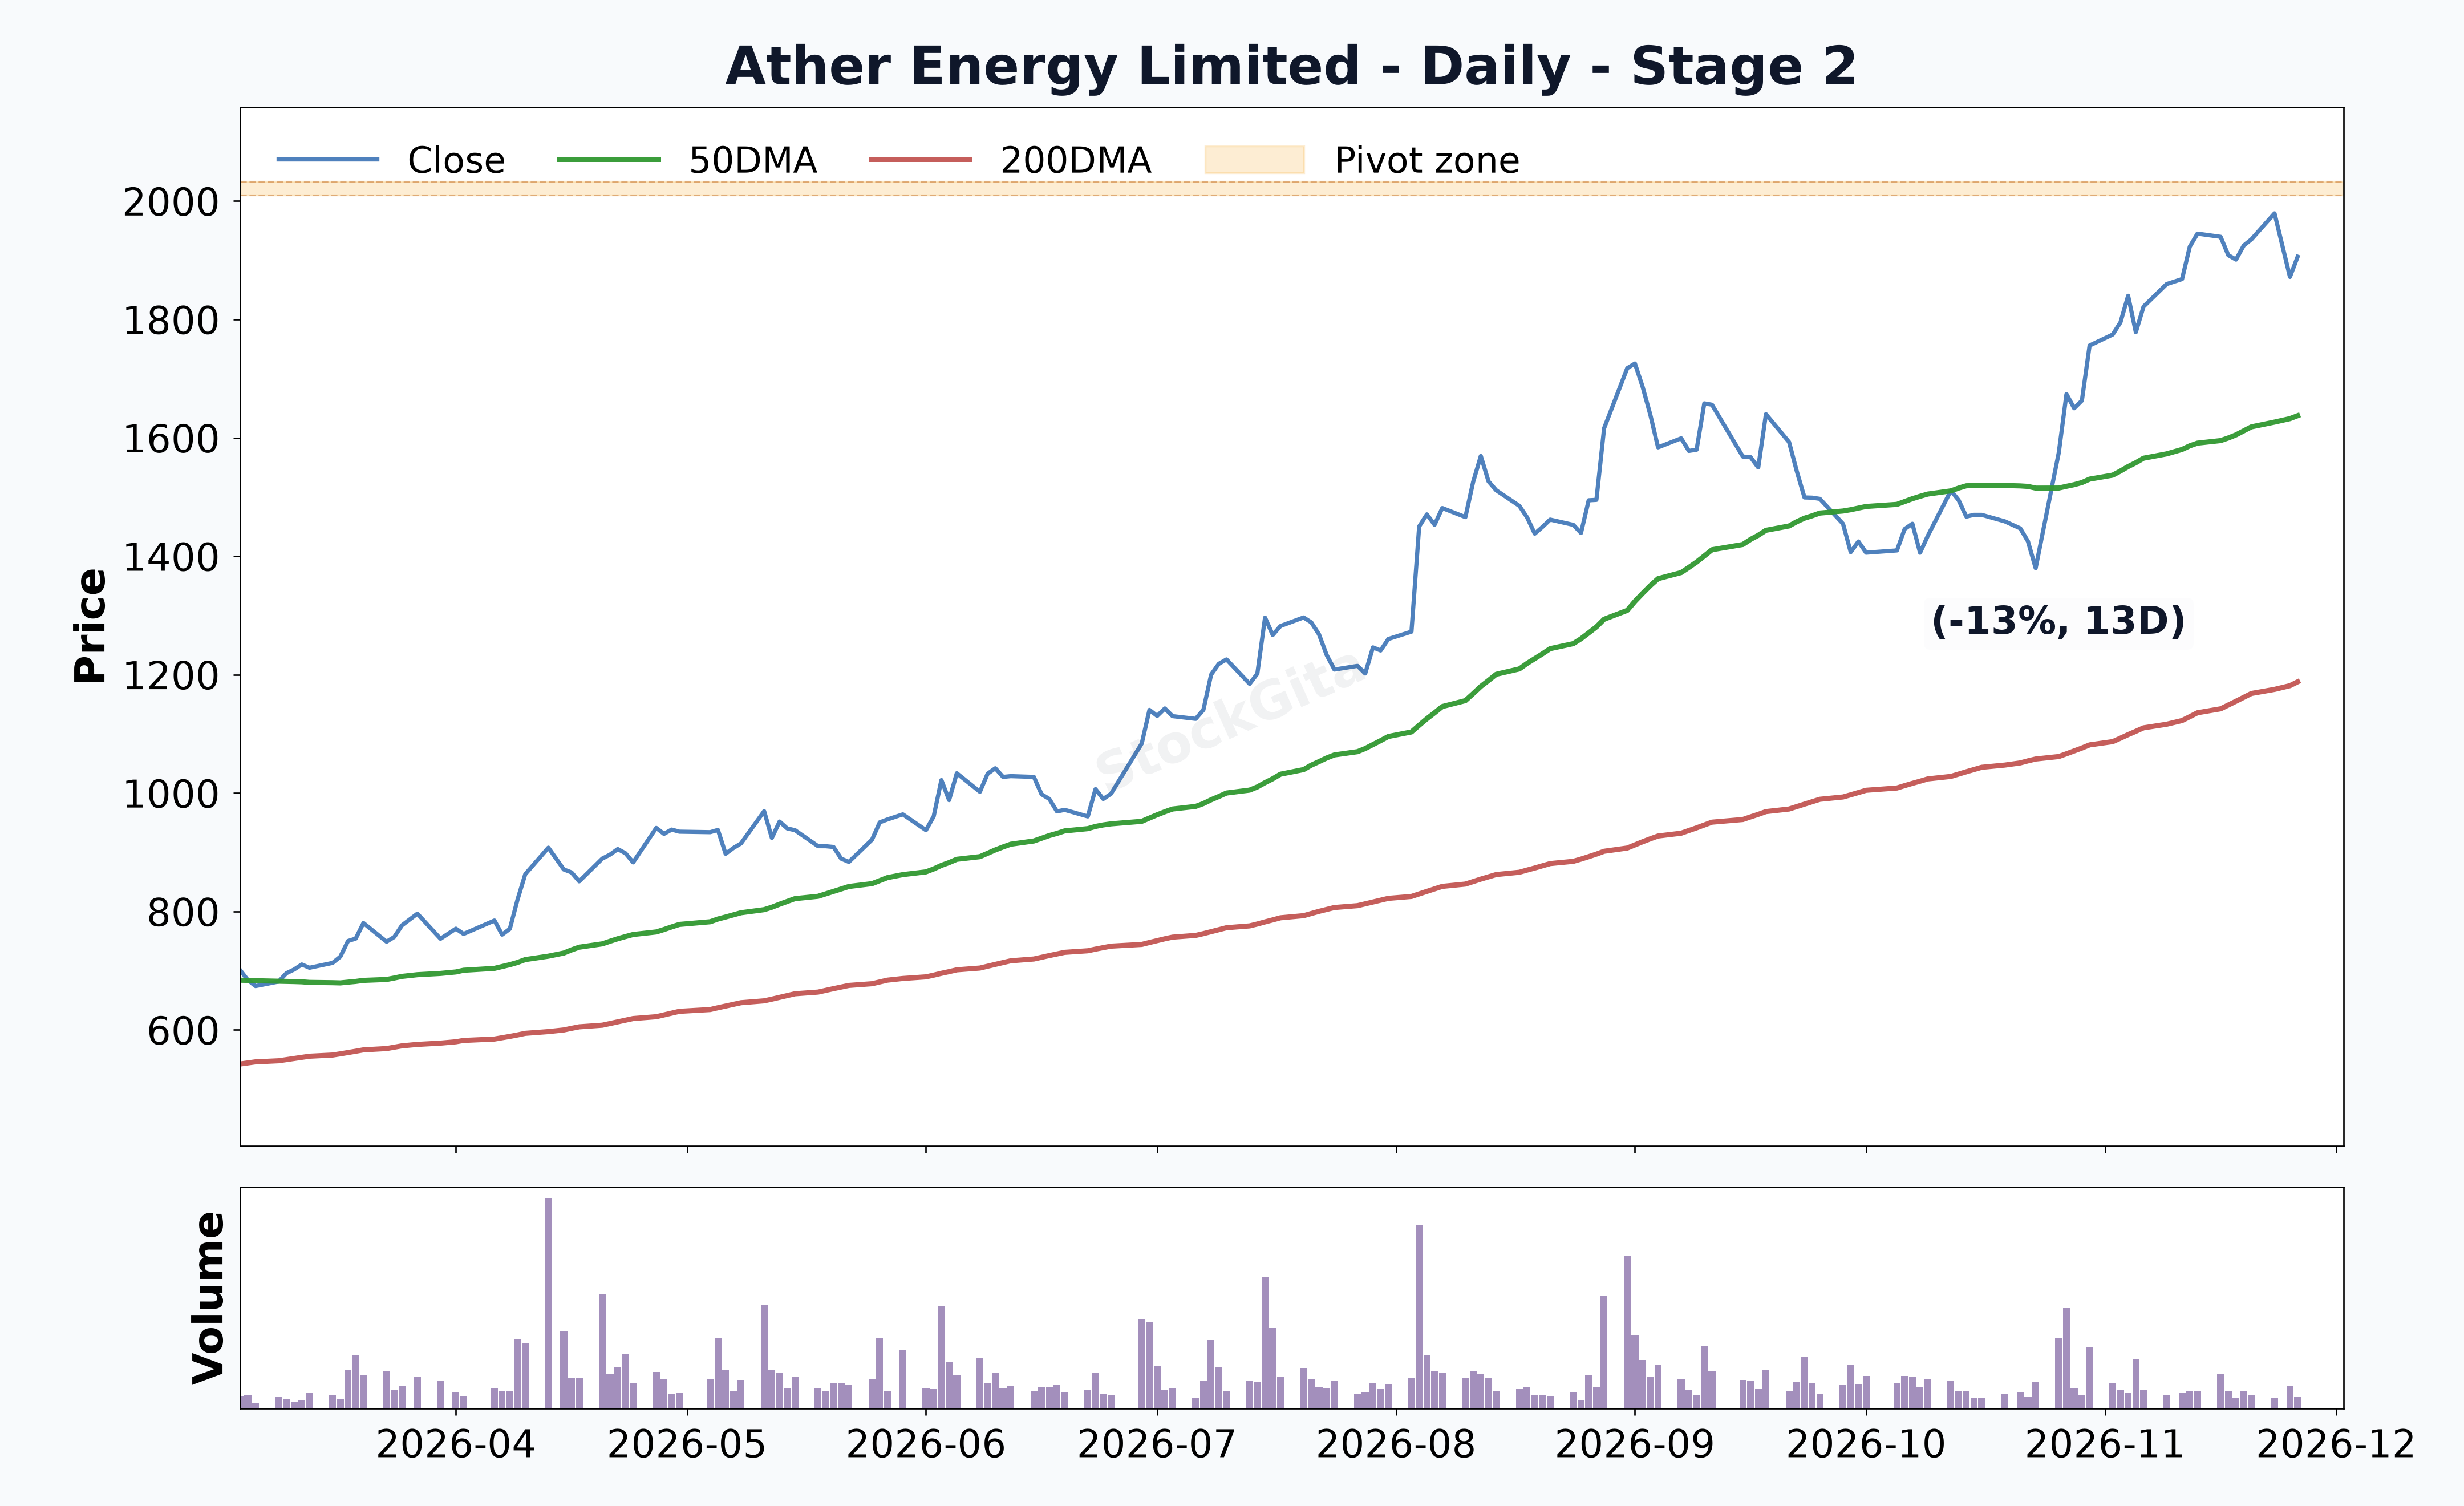 Ather Energy Limited - Daily - Stage 2
Close 50DMA 200DMA Pivot zone
2000
1800
1600
1400
1200
1000
800
600
Price
(-13%, 13D)
StockGita
Volume
2026-04 2026-05 2026-06 2026-07 2026-08 2026-09 2026-10 2026-11 2026-12